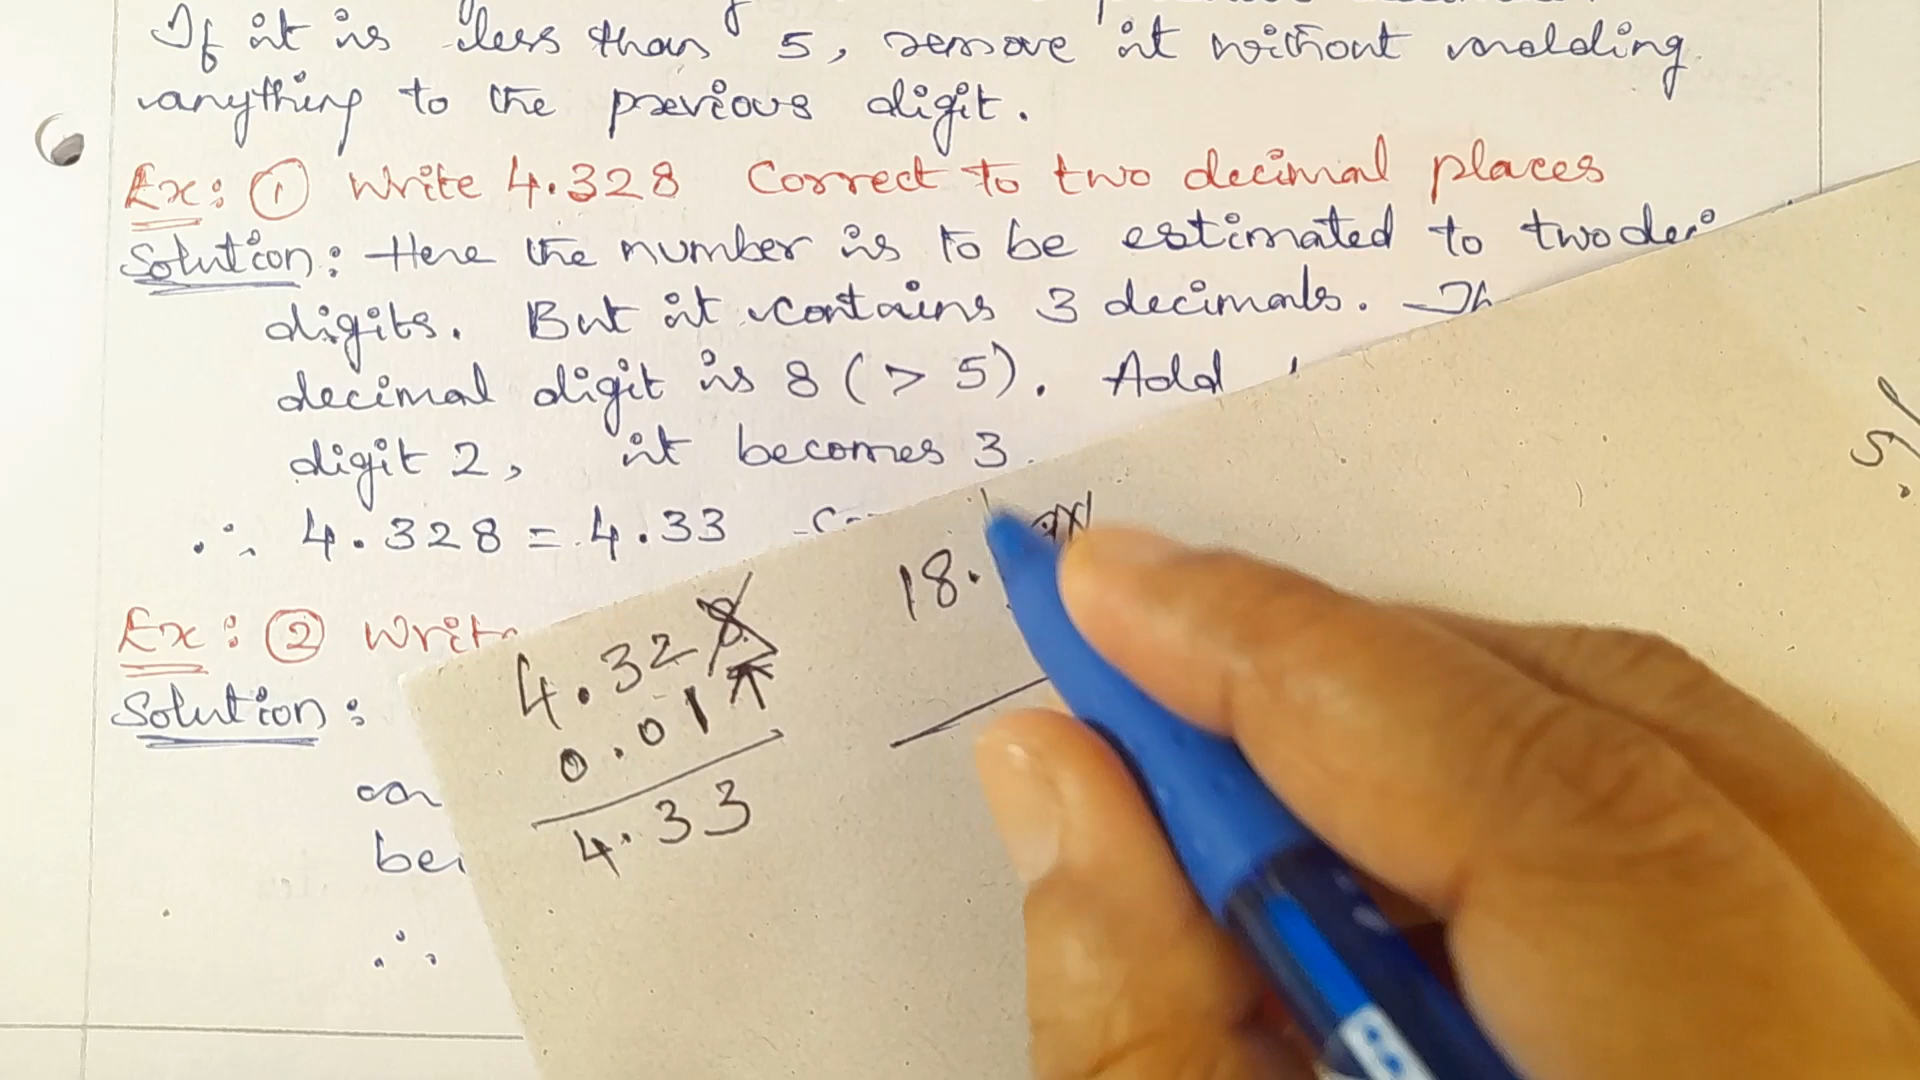 If it is less than 5, remove it without adding
anything to the previous digit.
Ex: ① Write 4.328 Correct to two decimal places
Solution: Here the number is to be estimated to two deci
digits. But it contains 3 decimals. Th
decimal digit is 8 (> 5). Add
digit 2, it becomes 3
∴ 4.328 = 4.33
Ex: ② Write
Solution:
∴
4.328
0.01
4.33
18.